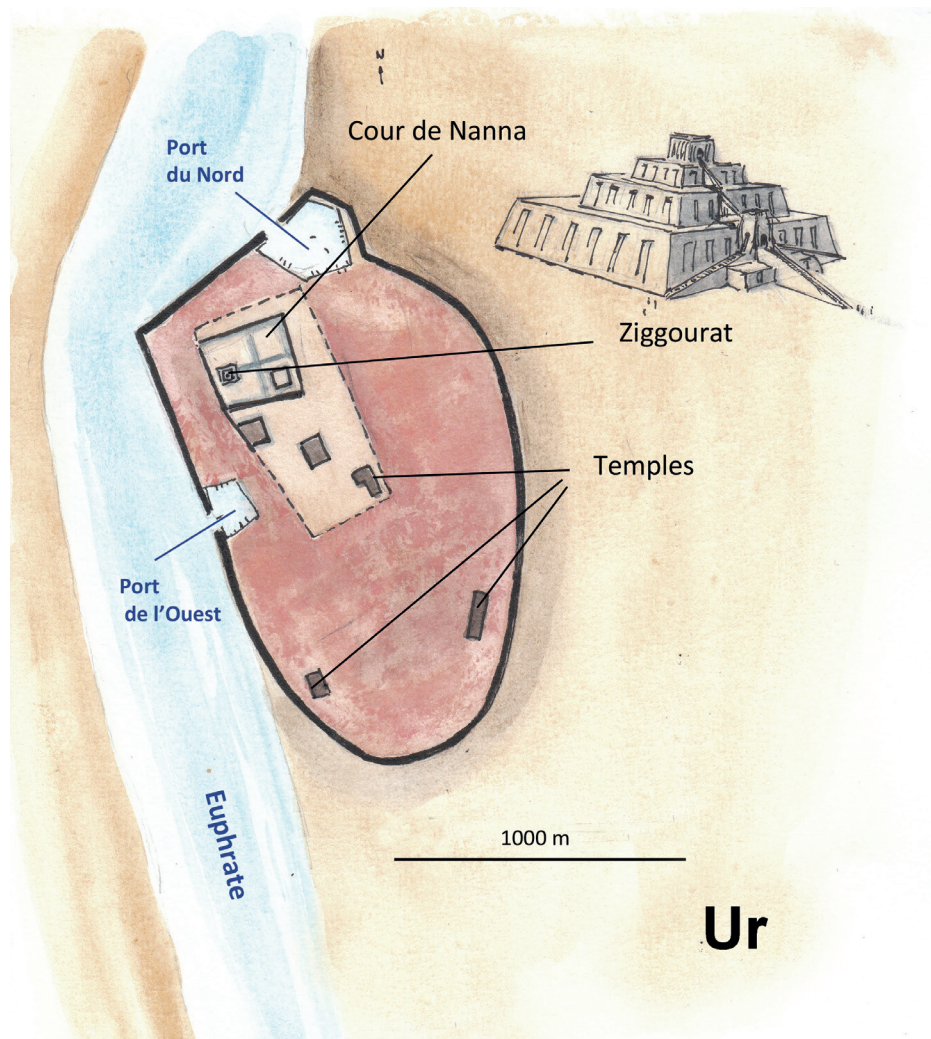 N
Cour de Nanna
Port
du Nord
Ziggourat
Temples
Port
de l’Ouest
Euphrate
1000 m
Ur